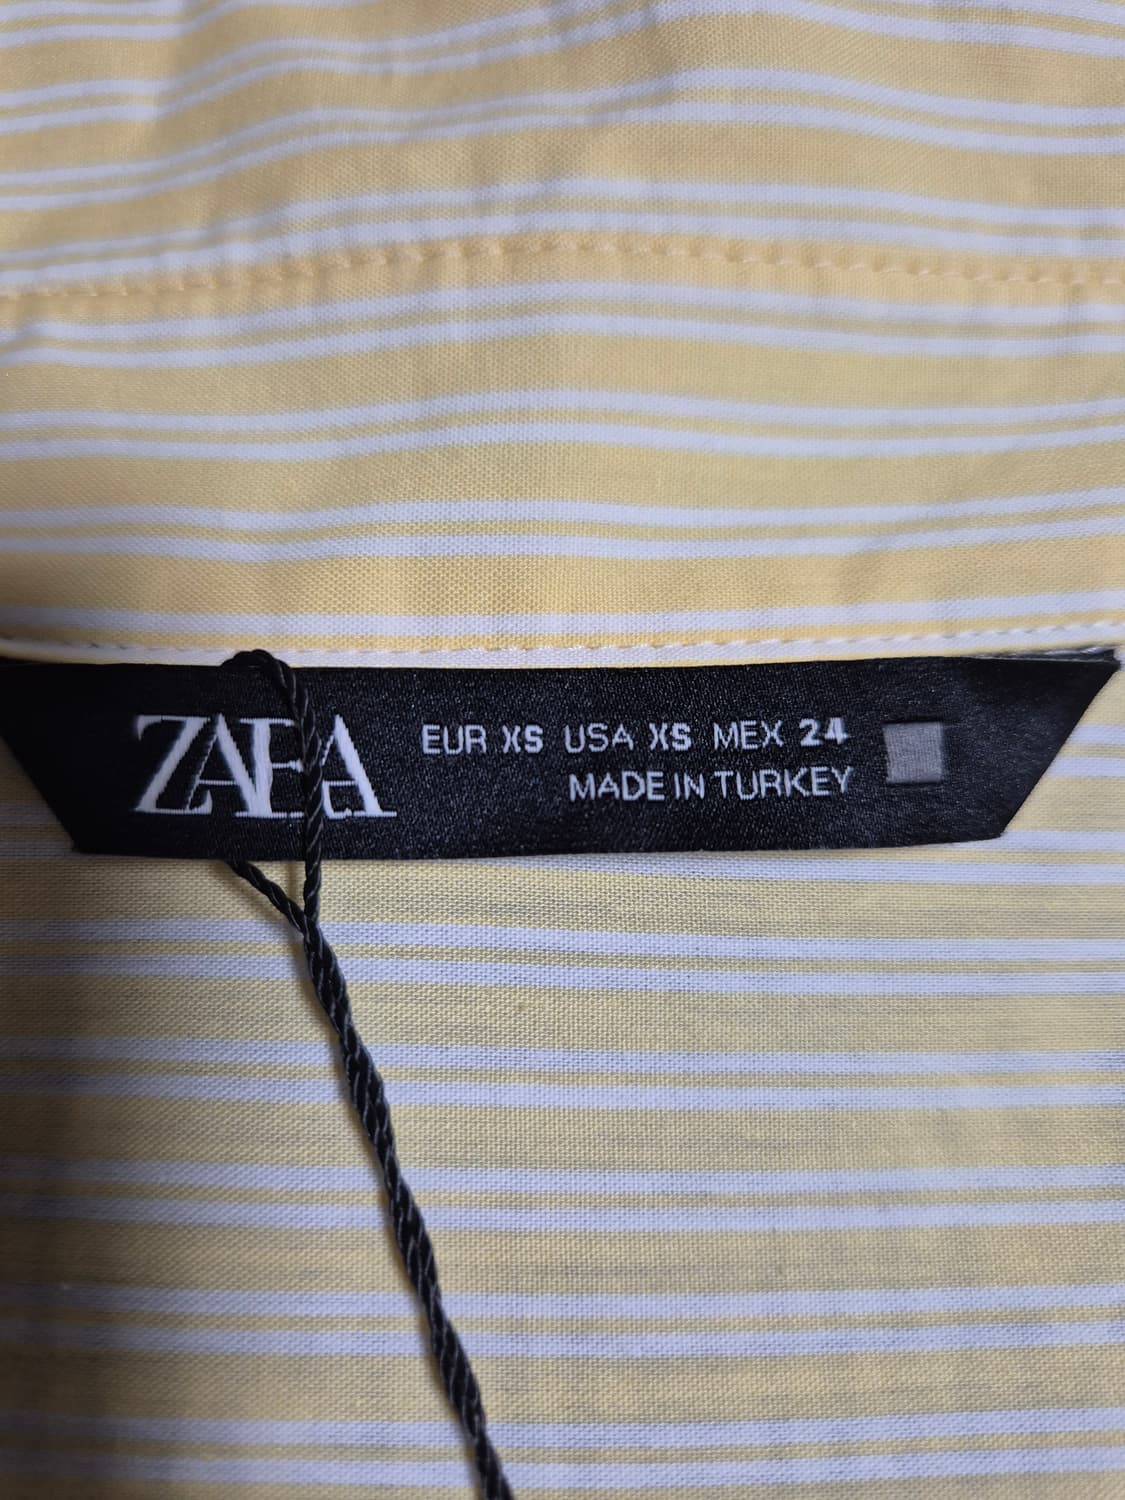 ZARA
EUR XS USA XS MEX 24
MADE IN TURKEY